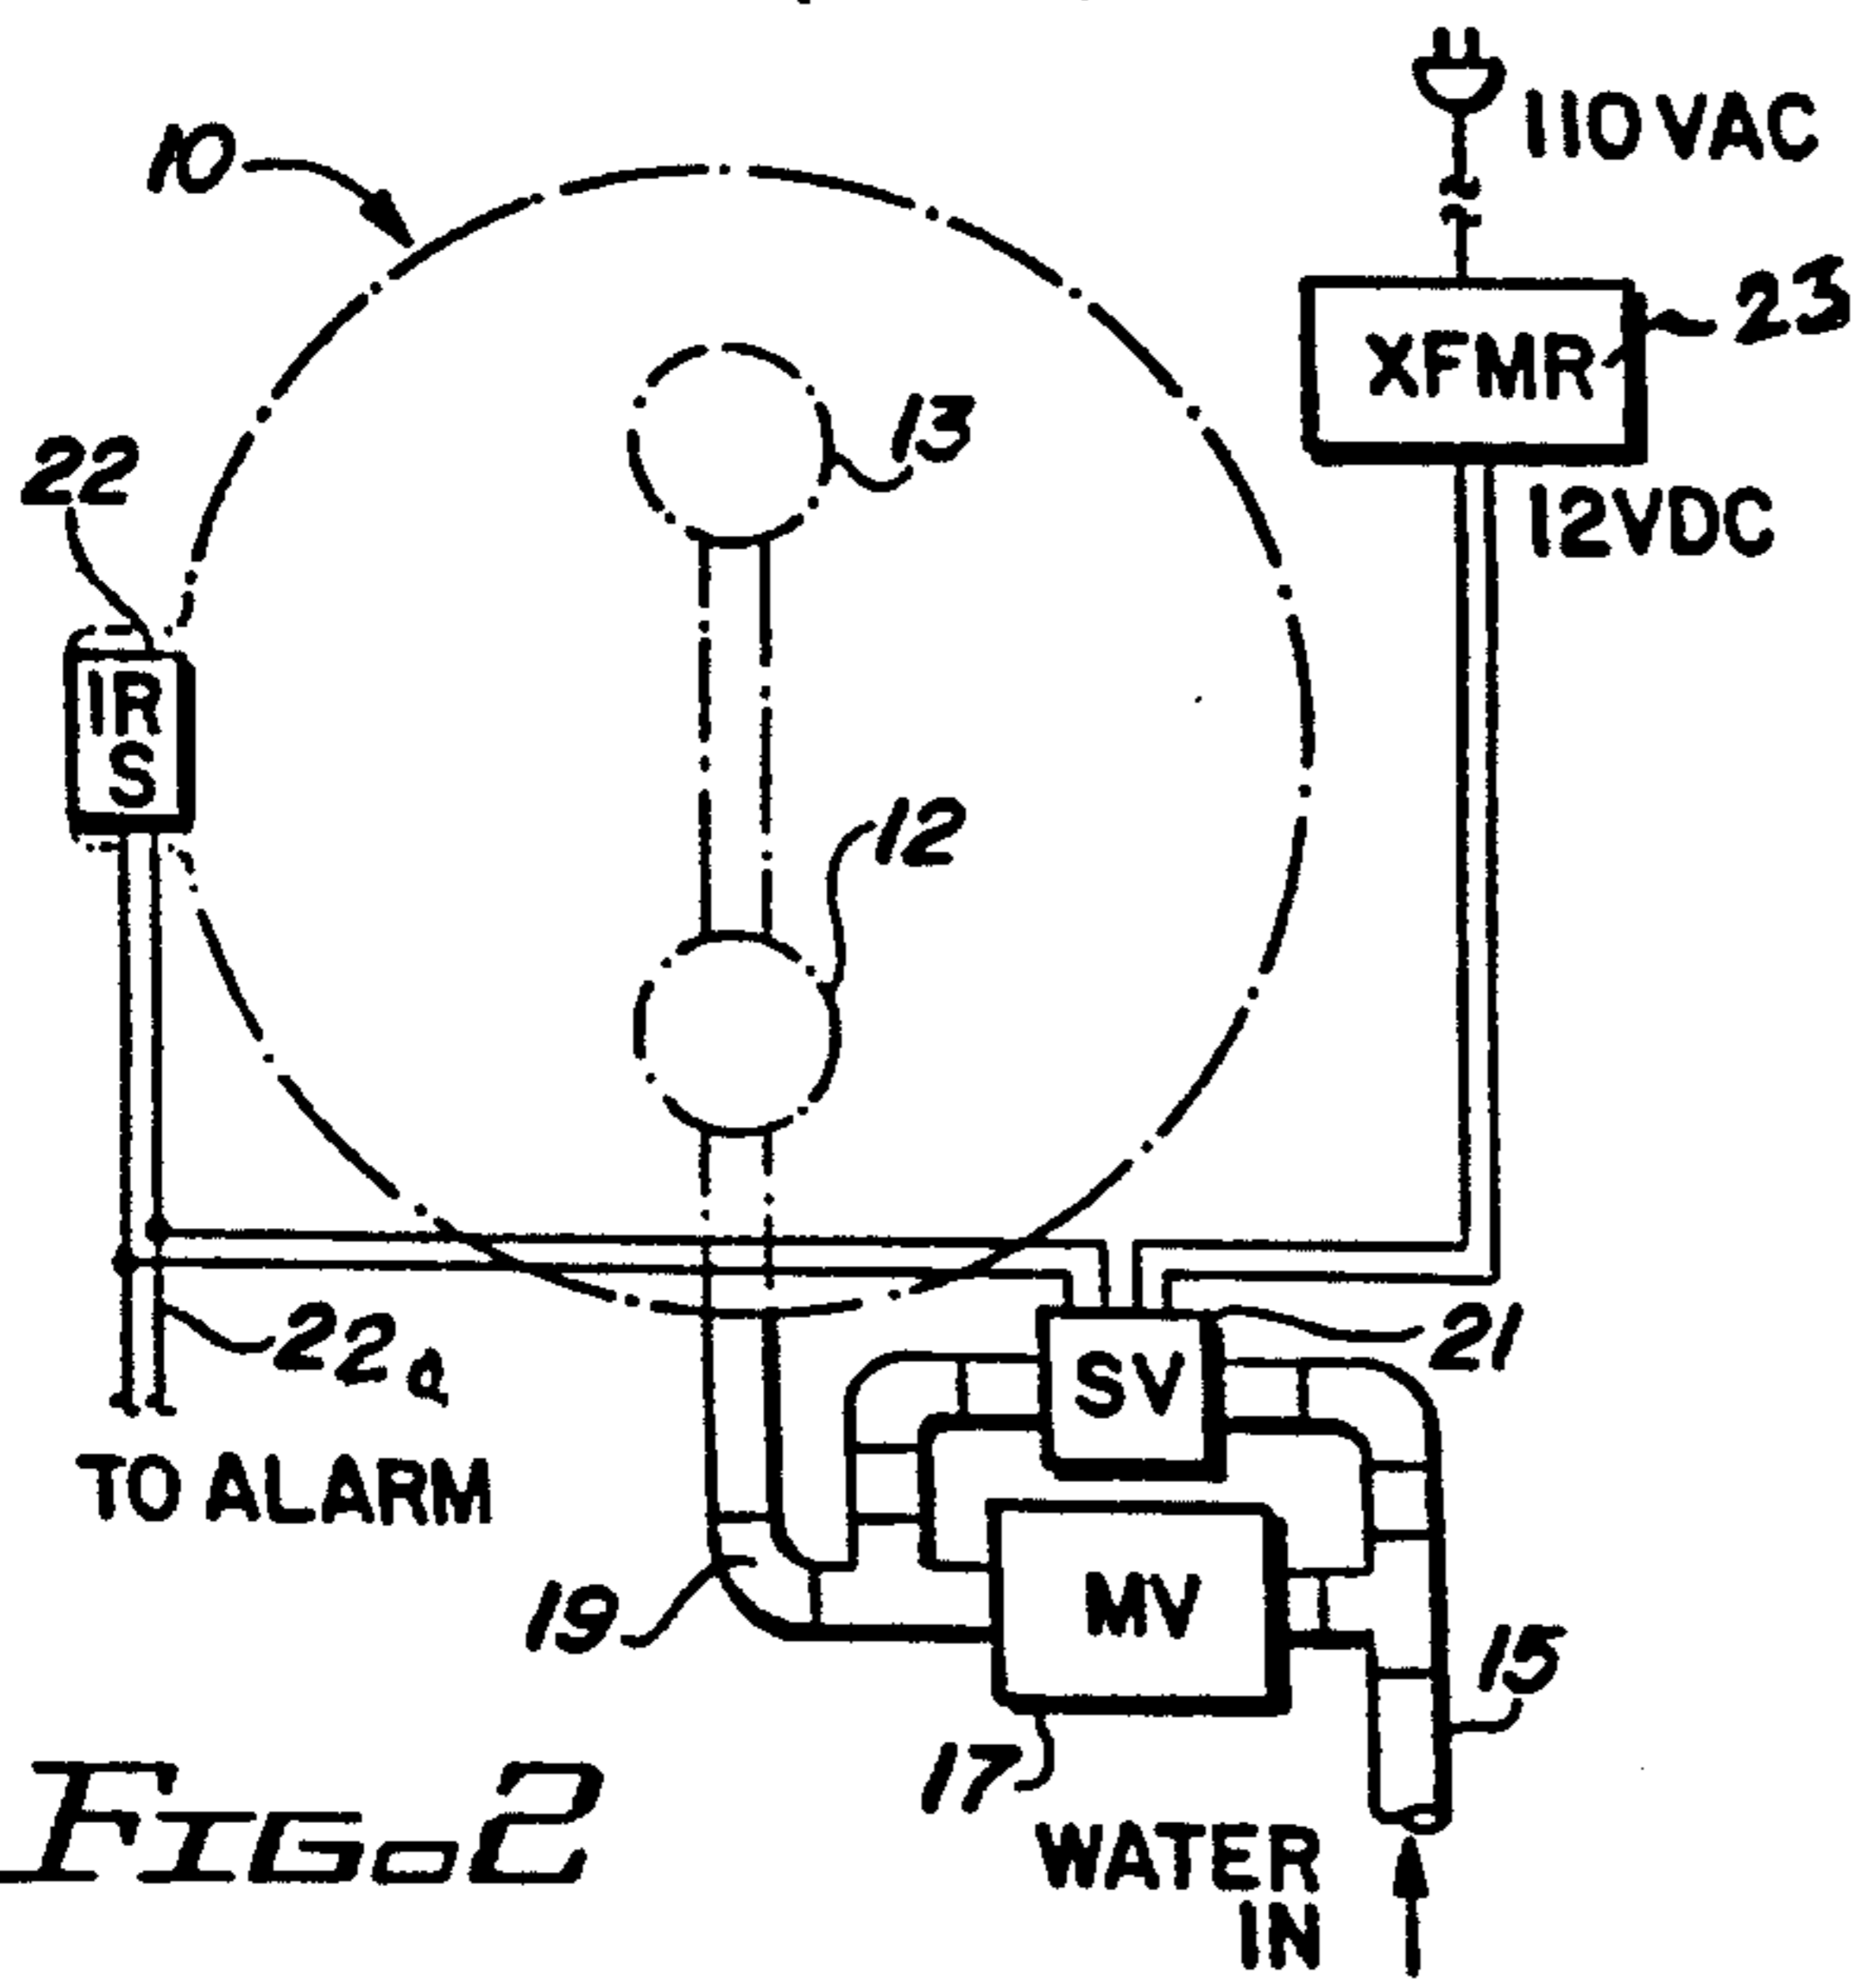 110 VAC
10
23
XFMR
13
22
12VDC
IR
S
12
22a
21
SV
TO ALARM
MV
19
15
17
FIG. 2
WATER
IN